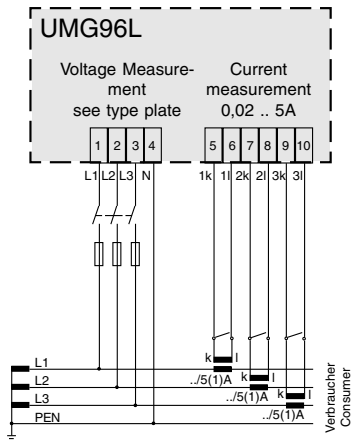 UMG96L
Voltage Measure-
ment
see type plate
Current
measurement
0,02 .. 5A
1 2 3 4 5 6 7 8 9 10
L1 L2 L3 N 1k 1l 2k 2l 3k 3l
k l
L1
../5(1)A k l
L2
../5(1)A k l
L3
../5(1)A
PEN
Verbraucher
Consumer